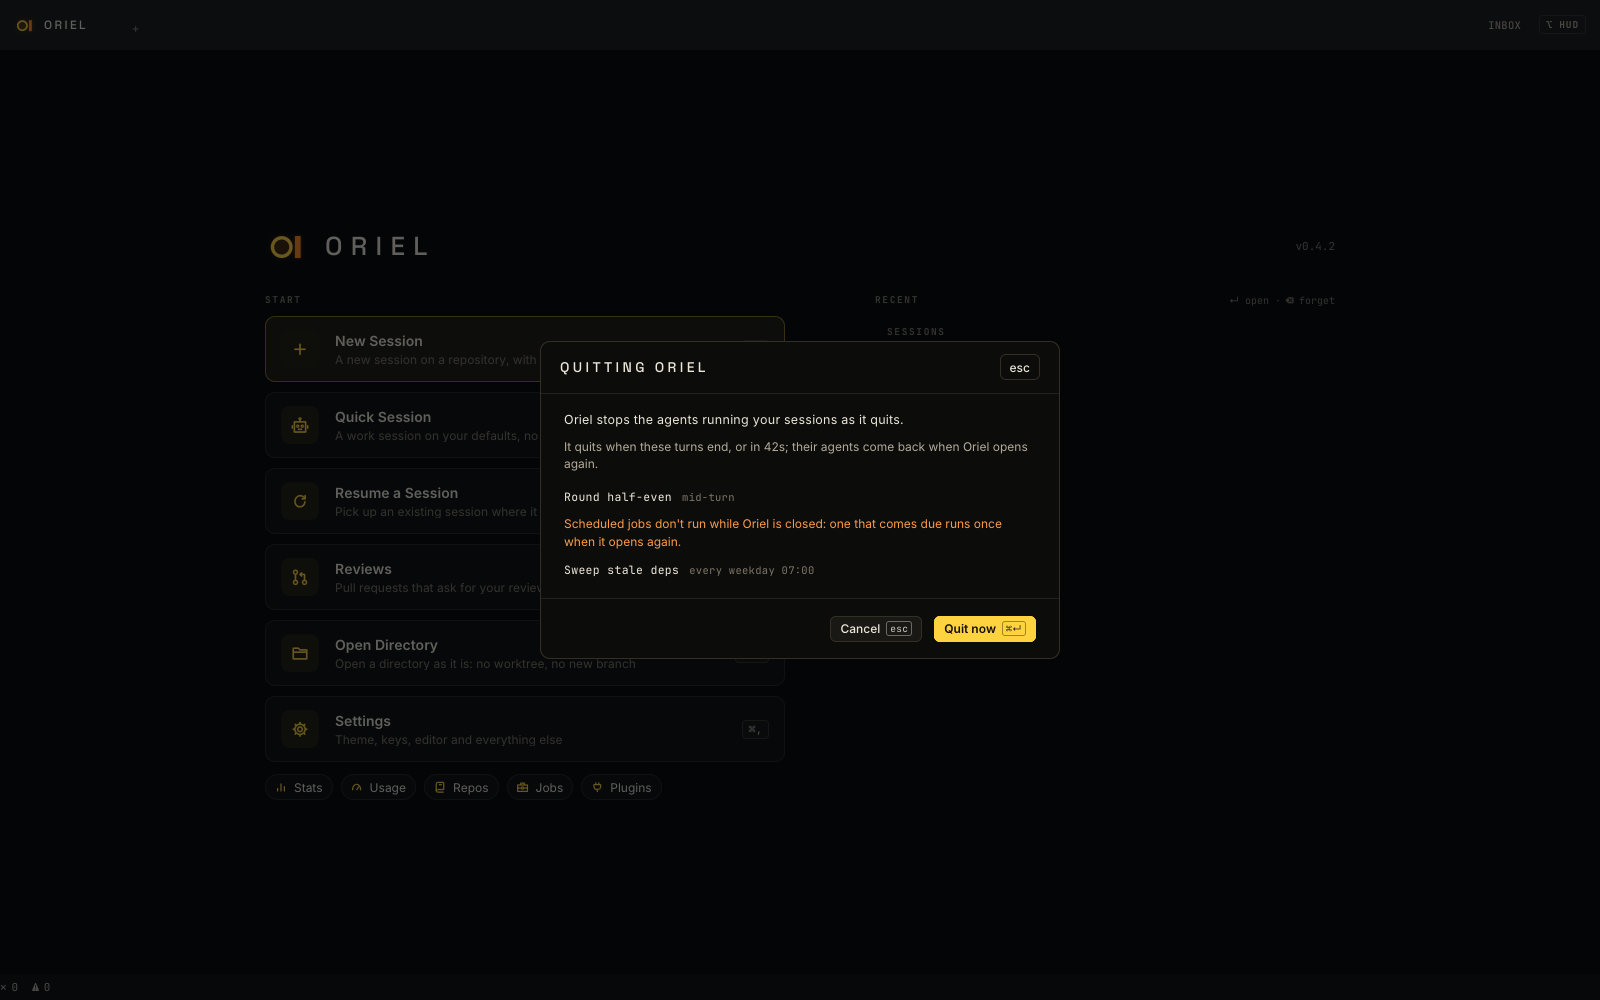 ORIEL
+
INBOX
⌥ HUD
ORIEL
v0.4.2
START
RECENT
↵ open · ⌫ forget
SESSIONS
New Session
A new session on a repository, with
Quick Session
A work session on your defaults, no
Resume a Session
Pick up an existing session where it
Reviews
Pull requests that ask for your review
Open Directory
Open a directory as it is: no worktree, no new branch
Settings
Theme, keys, editor and everything else
⌘,
Stats
Usage
Repos
Jobs
Plugins
QUITTING ORIEL
esc
Oriel stops the agents running your sessions as it quits.
It quits when these turns end, or in 42s; their agents come back when Oriel opens
again.
Round half-even mid-turn
Scheduled jobs don't run while Oriel is closed: one that comes due runs once
when it opens again.
Sweep stale deps every weekday 07:00
Cancel esc
Quit now ⌘↵
× 0 ▲ 0